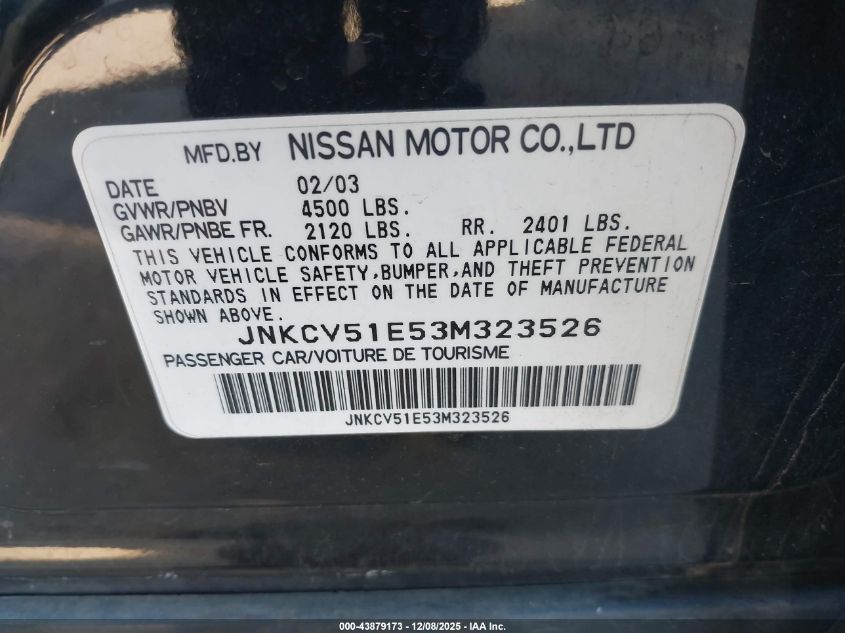 MFD.BY NISSAN MOTOR CO.,LTD
DATE 02/03
GVWR/PNBV 4500 LBS.
GAWR/PNBE FR. 2120 LBS. RR. 2401 LBS.
THIS VEHICLE CONFORMS TO ALL APPLICABLE FEDERAL
MOTOR VEHICLE SAFETY,BUMPER,AND THEFT PREVENTION
STANDARDS IN EFFECT ON THE DATE OF MANUFACTURE
SHOWN ABOVE.
JNKCV51E53M323526
PASSENGER CAR/VOITURE DE TOURISME
JNKCV51E53M323526
000-43879173 - 12/08/2025 - IAA Inc.